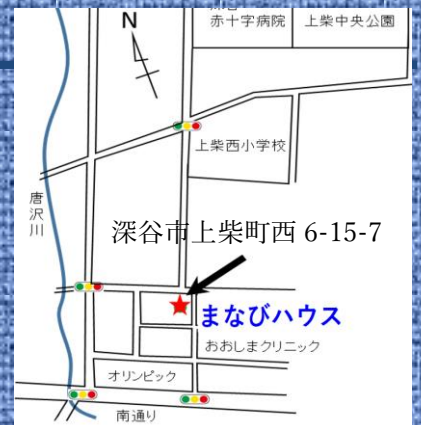 N
赤十字病院
上柴中央公園
上柴西小学校
唐沢川
深谷市上柴町西 6-15-7
まなびハウス
おおしまクリニック
オリンピック
南通り